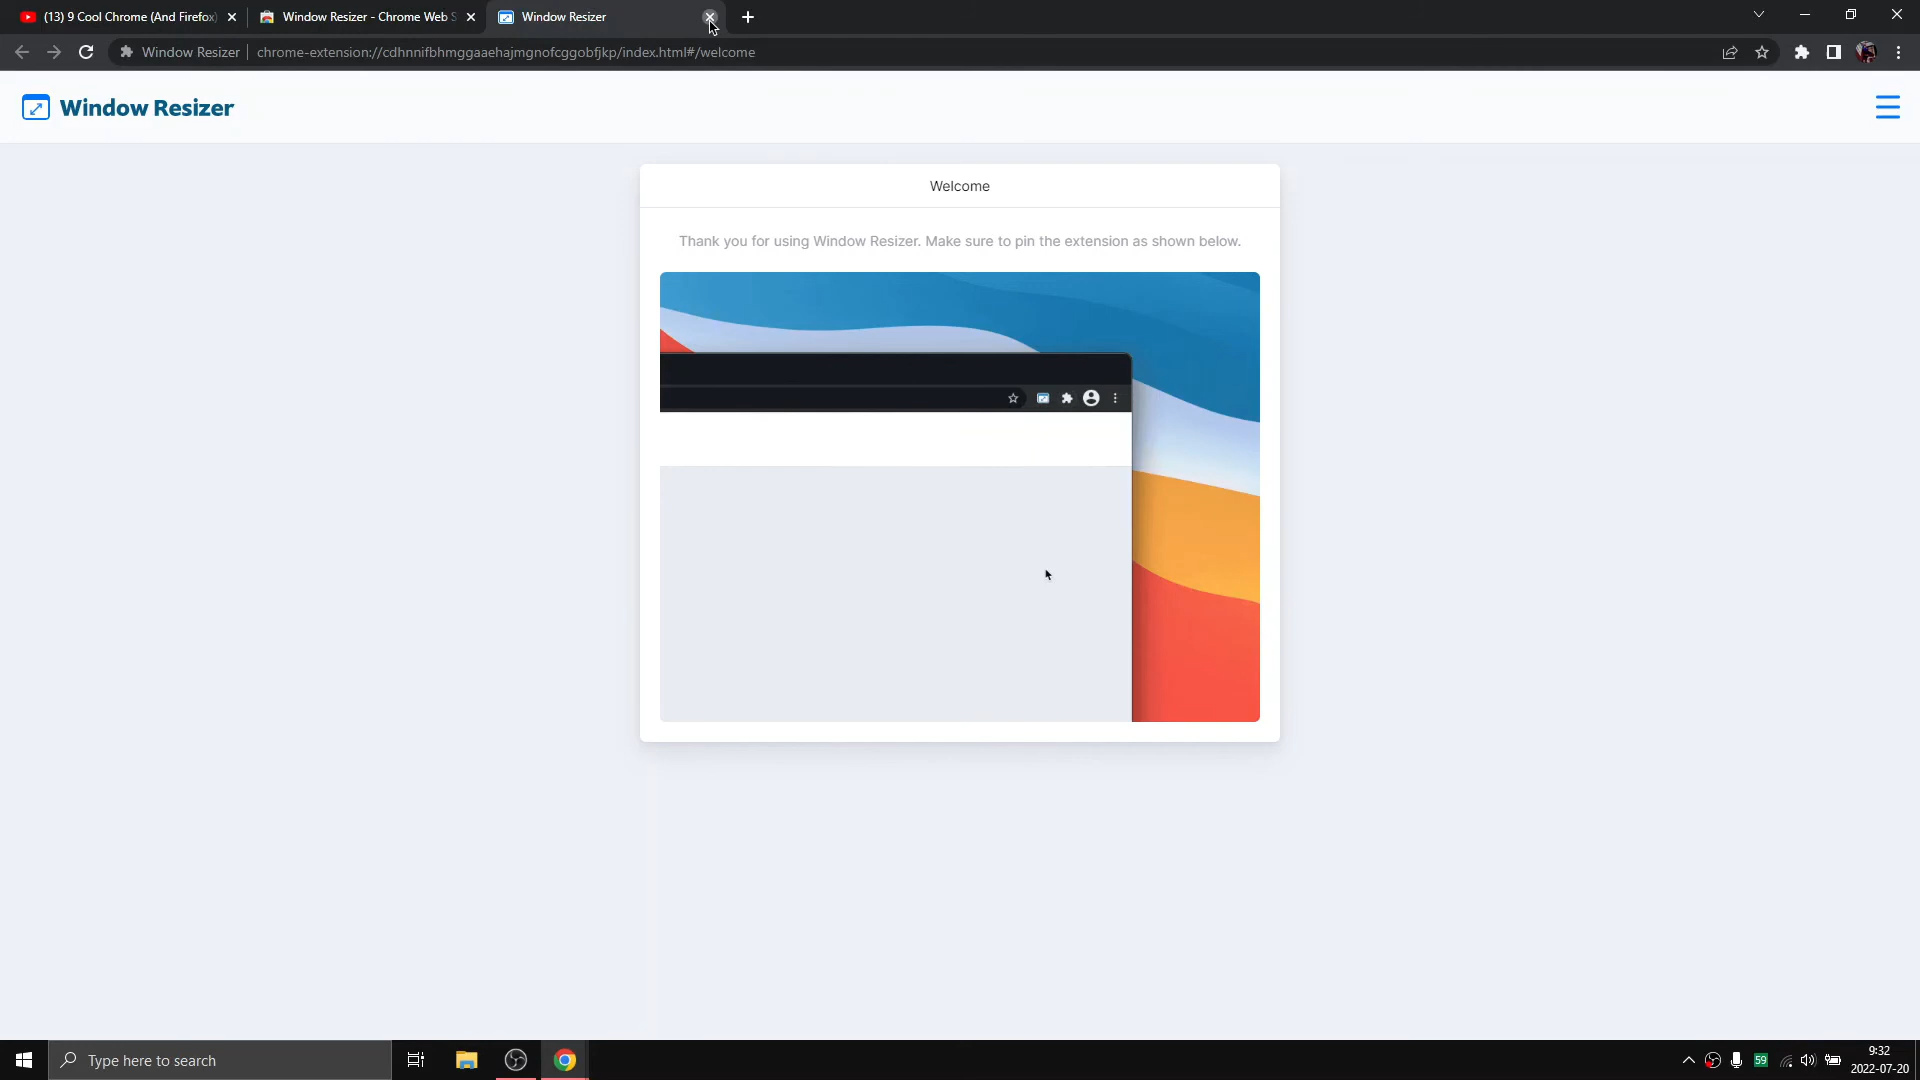 (13) 9 Cool Chrome (And Firefox)
Window Resizer - Chrome Web S
Window Resizer
Window Resizer
chrome-extension://cdhnnifbhmggaaehajmgnofcggobfjkp/index.html#/welcome
Window Resizer
Welcome
Thank you for using Window Resizer. Make sure to pin the extension as shown below.
Type here to search
59
9:32
2022-07-20